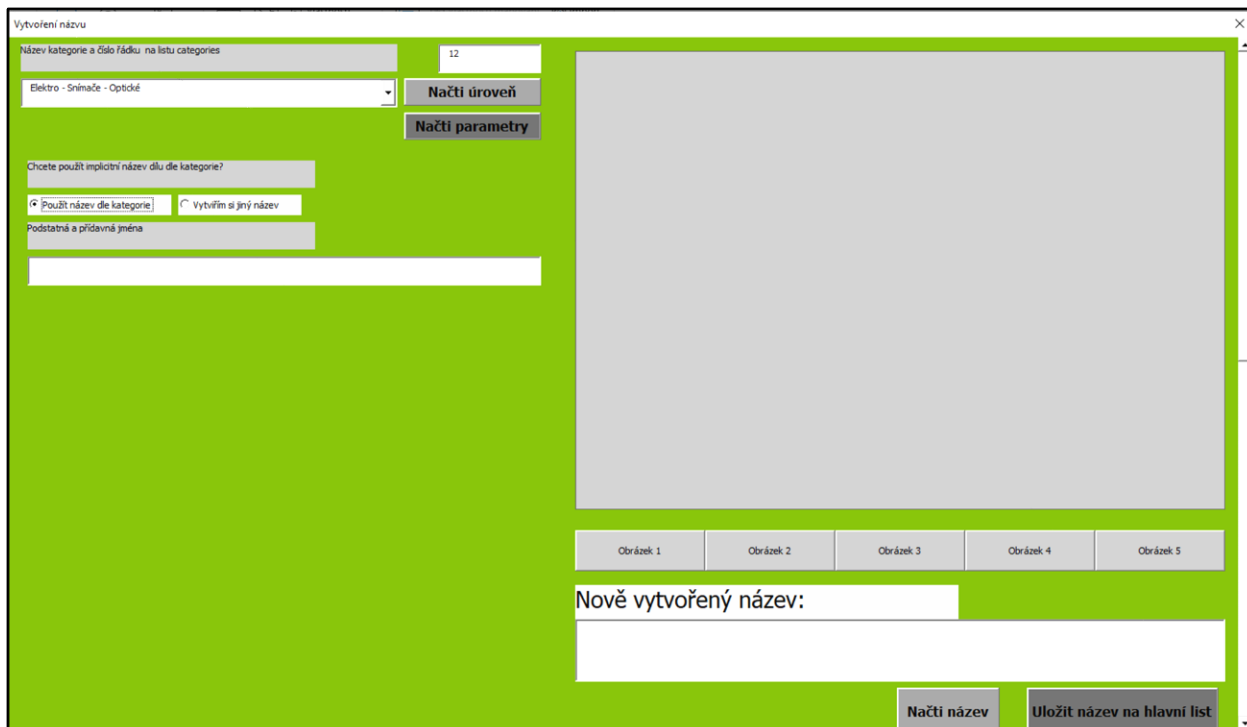 Vytvoření názvu
Název kategorie a číslo řádku na listu categories
12
Elektro - Snímače - Optické
Načti úroveň
Načti parametry
Chcete použít implicitní název dílu dle kategorie?
Použít název dle kategorie
Vytviřím si jiný název
Podstatná a přídavná jména
Obrázek 1
Obrázek 2
Obrázek 3
Obrázek 4
Obrázek 5
Nově vytvořený název:
Načti název
Uložit název na hlavní list